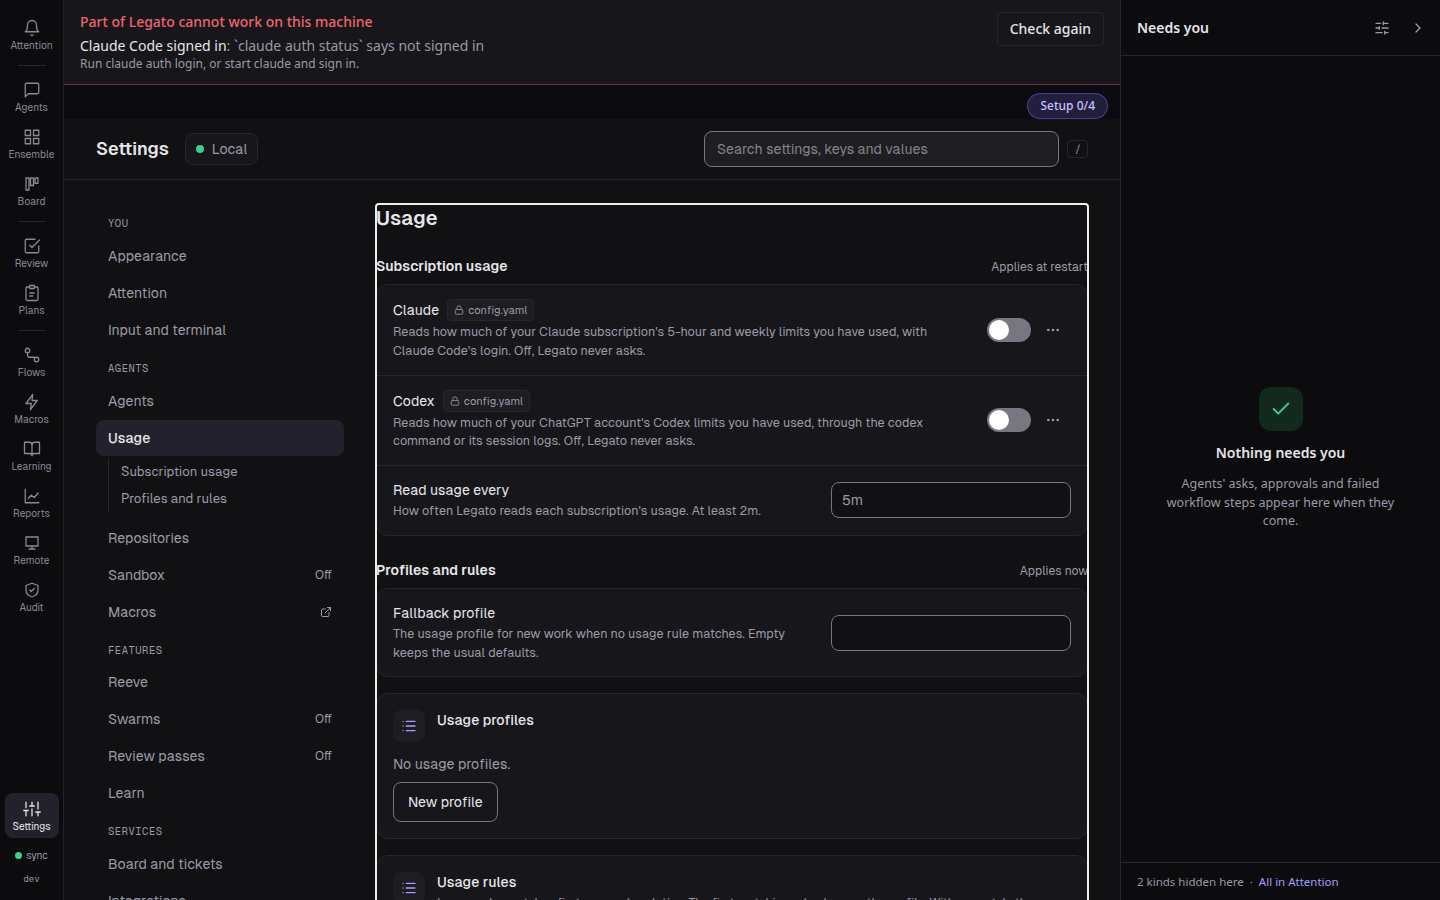 Attention
Agents
Ensemble
Board
Review
Plans
Flows
Macros
Learning
Reports
Remote
Audit
Settings
sync
dev
Part of Legato cannot work on this machine
Claude Code signed in: `claude auth status` says not signed in
Run claude auth login, or start claude and sign in.
Check again
Setup 0/4
Settings
Local
Search settings, keys and values
/
YOU
Appearance
Attention
Input and terminal
AGENTS
Agents
Usage
Subscription usage
Profiles and rules
Repositories
Sandbox Off
Macros
FEATURES
Reeve
Swarms Off
Review passes Off
Learn
SERVICES
Board and tickets
Integrations
Usage
Subscription usage Applies at restart
Claude config.yaml
Reads how much of your Claude subscription's 5-hour and weekly limits you have used, with
Claude Code's login. Off, Legato never asks.
Codex config.yaml
Reads how much of your ChatGPT account's Codex limits you have used, through the codex
command or its session logs. Off, Legato never asks.
Read usage every
How often Legato reads each subscription's usage. At least 2m.
5m
Profiles and rules Applies now
Fallback profile
The usage profile for new work when no usage rule matches. Empty
keeps the usual defaults.
Usage profiles
No usage profiles.
New profile
Usage rules
Needs you
Nothing needs you
Agents' asks, approvals and failed
workflow steps appear here when they
come.
2 kinds hidden here · All in Attention